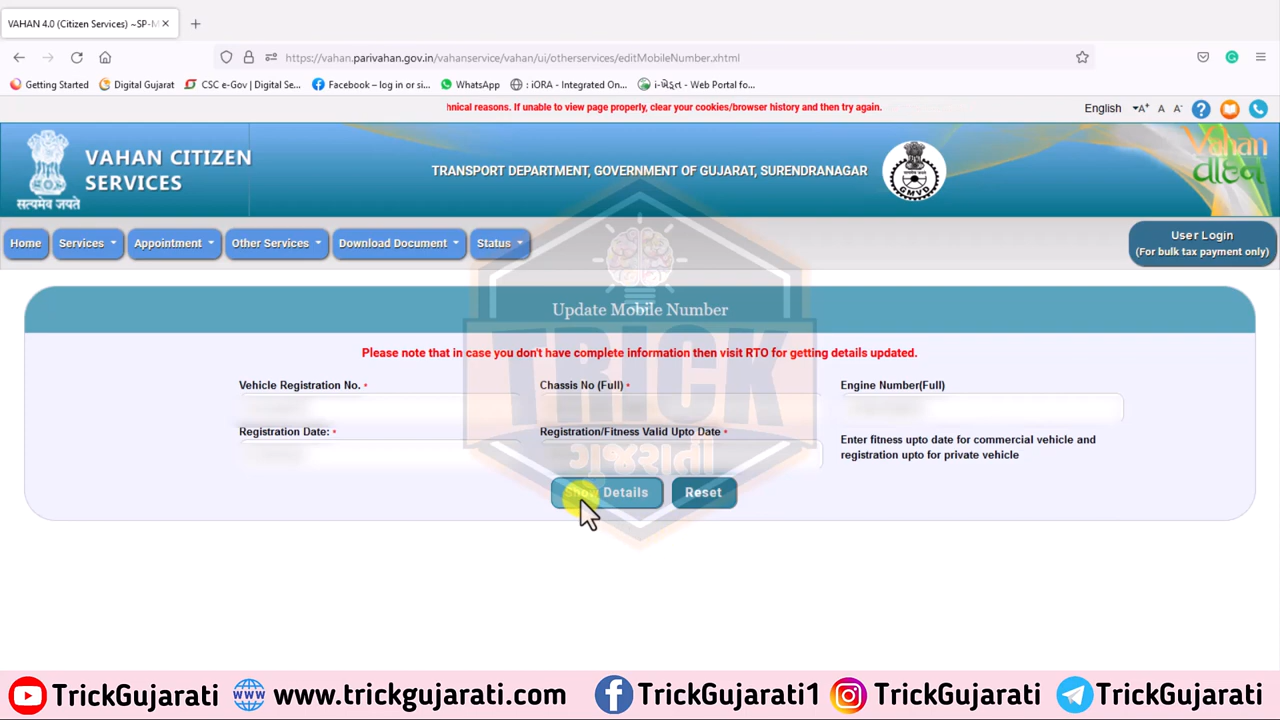 VAHAN 4.0 (Citizen Services) ~SP-M
https://vahan.parivahan.gov.in/vahanservice/vahan/ui/otherservices/editMobileNumber.xhtml
Getting Started Digital Gujarat CSC e-Gov | Digital Se... Facebook – log in or si... WhatsApp : iORA - Integrated On... i-ખેડૂત - Web Portal fo...
hnical reasons. If unable to view page properly, clear your cookies/browser history and then try again. English A+ A A- ?
VAHAN CITIZEN
SERVICES
सत्यमेव जयते
TRANSPORT DEPARTMENT, GOVERNMENT OF GUJARAT, SURENDRANAGAR
GMVD
Vahan
Home Services Appointment Other Services Download Document Status
User Login
(For bulk tax payment only)
Update Mobile Number
Please note that in case you don't have complete information then visit RTO for getting details updated.
Vehicle Registration No. * Chassis No (Full) * Engine Number(Full)
Registration Date: * Registration/Fitness Valid Upto Date * Enter fitness upto date for commercial vehicle and
registration upto for private vehicle
Show Details Reset
TRICK
ગુજરાતી
TrickGujarati www.trickgujarati.com TrickGujarati1 TrickGujarati TrickGujarati